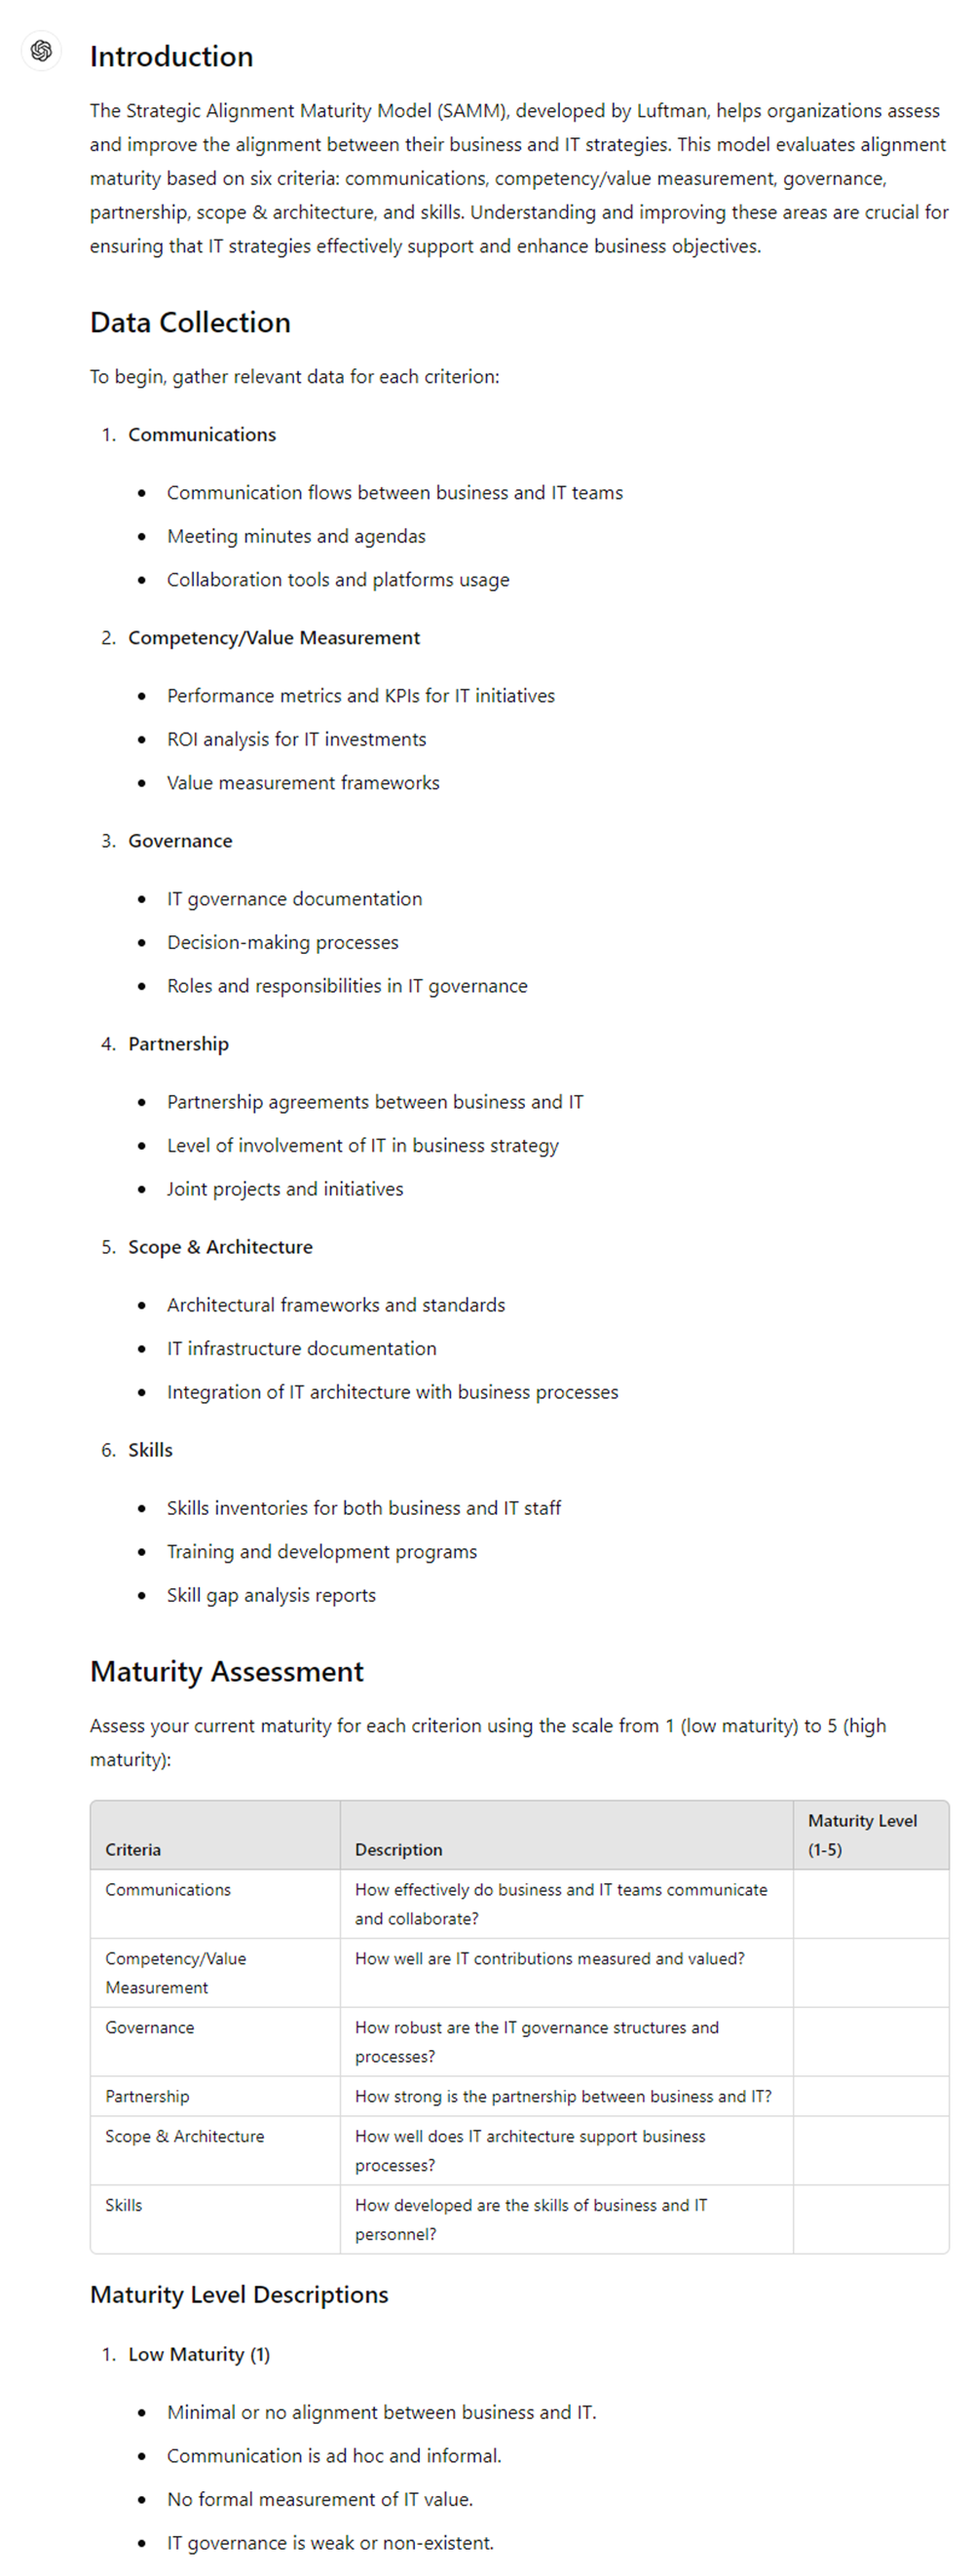 Introduction
The Strategic Alignment Maturity Model (SAMM), developed by Luftman, helps organizations assess
and improve the alignment between their business and IT strategies. This model evaluates alignment
maturity based on six criteria: communications, competency/value measurement, governance,
partnership, scope & architecture, and skills. Understanding and improving these areas are crucial for
ensuring that IT strategies effectively support and enhance business objectives.
Data Collection
To begin, gather relevant data for each criterion:
1. Communications
• Communication flows between business and IT teams
• Meeting minutes and agendas
• Collaboration tools and platforms usage
2. Competency/Value Measurement
• Performance metrics and KPIs for IT initiatives
• ROI analysis for IT investments
• Value measurement frameworks
3. Governance
• IT governance documentation
• Decision-making processes
• Roles and responsibilities in IT governance
4. Partnership
• Partnership agreements between business and IT
• Level of involvement of IT in business strategy
• Joint projects and initiatives
5. Scope & Architecture
• Architectural frameworks and standards
• IT infrastructure documentation
• Integration of IT architecture with business processes
6. Skills
• Skills inventories for both business and IT staff
• Training and development programs
• Skill gap analysis reports
Maturity Assessment
Assess your current maturity for each criterion using the scale from 1 (low maturity) to 5 (high
maturity):
Criteria
Description
Maturity Level
(1-5)
Communications
How effectively do business and IT teams communicate
and collaborate?
Competency/Value
Measurement
How well are IT contributions measured and valued?
Governance
How robust are the IT governance structures and
processes?
Partnership
How strong is the partnership between business and IT?
Scope & Architecture
How well does IT architecture support business
processes?
Skills
How developed are the skills of business and IT
personnel?
Maturity Level Descriptions
1. Low Maturity (1)
• Minimal or no alignment between business and IT.
• Communication is ad hoc and informal.
• No formal measurement of IT value.
• IT governance is weak or non-existent.